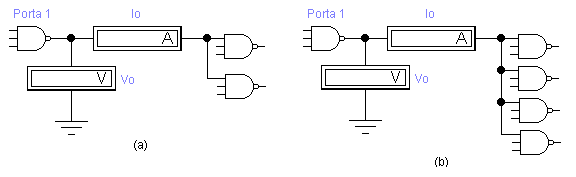 Porta 1 Io Porta 1 Io
A A
V Vo V Vo
(a) (b)